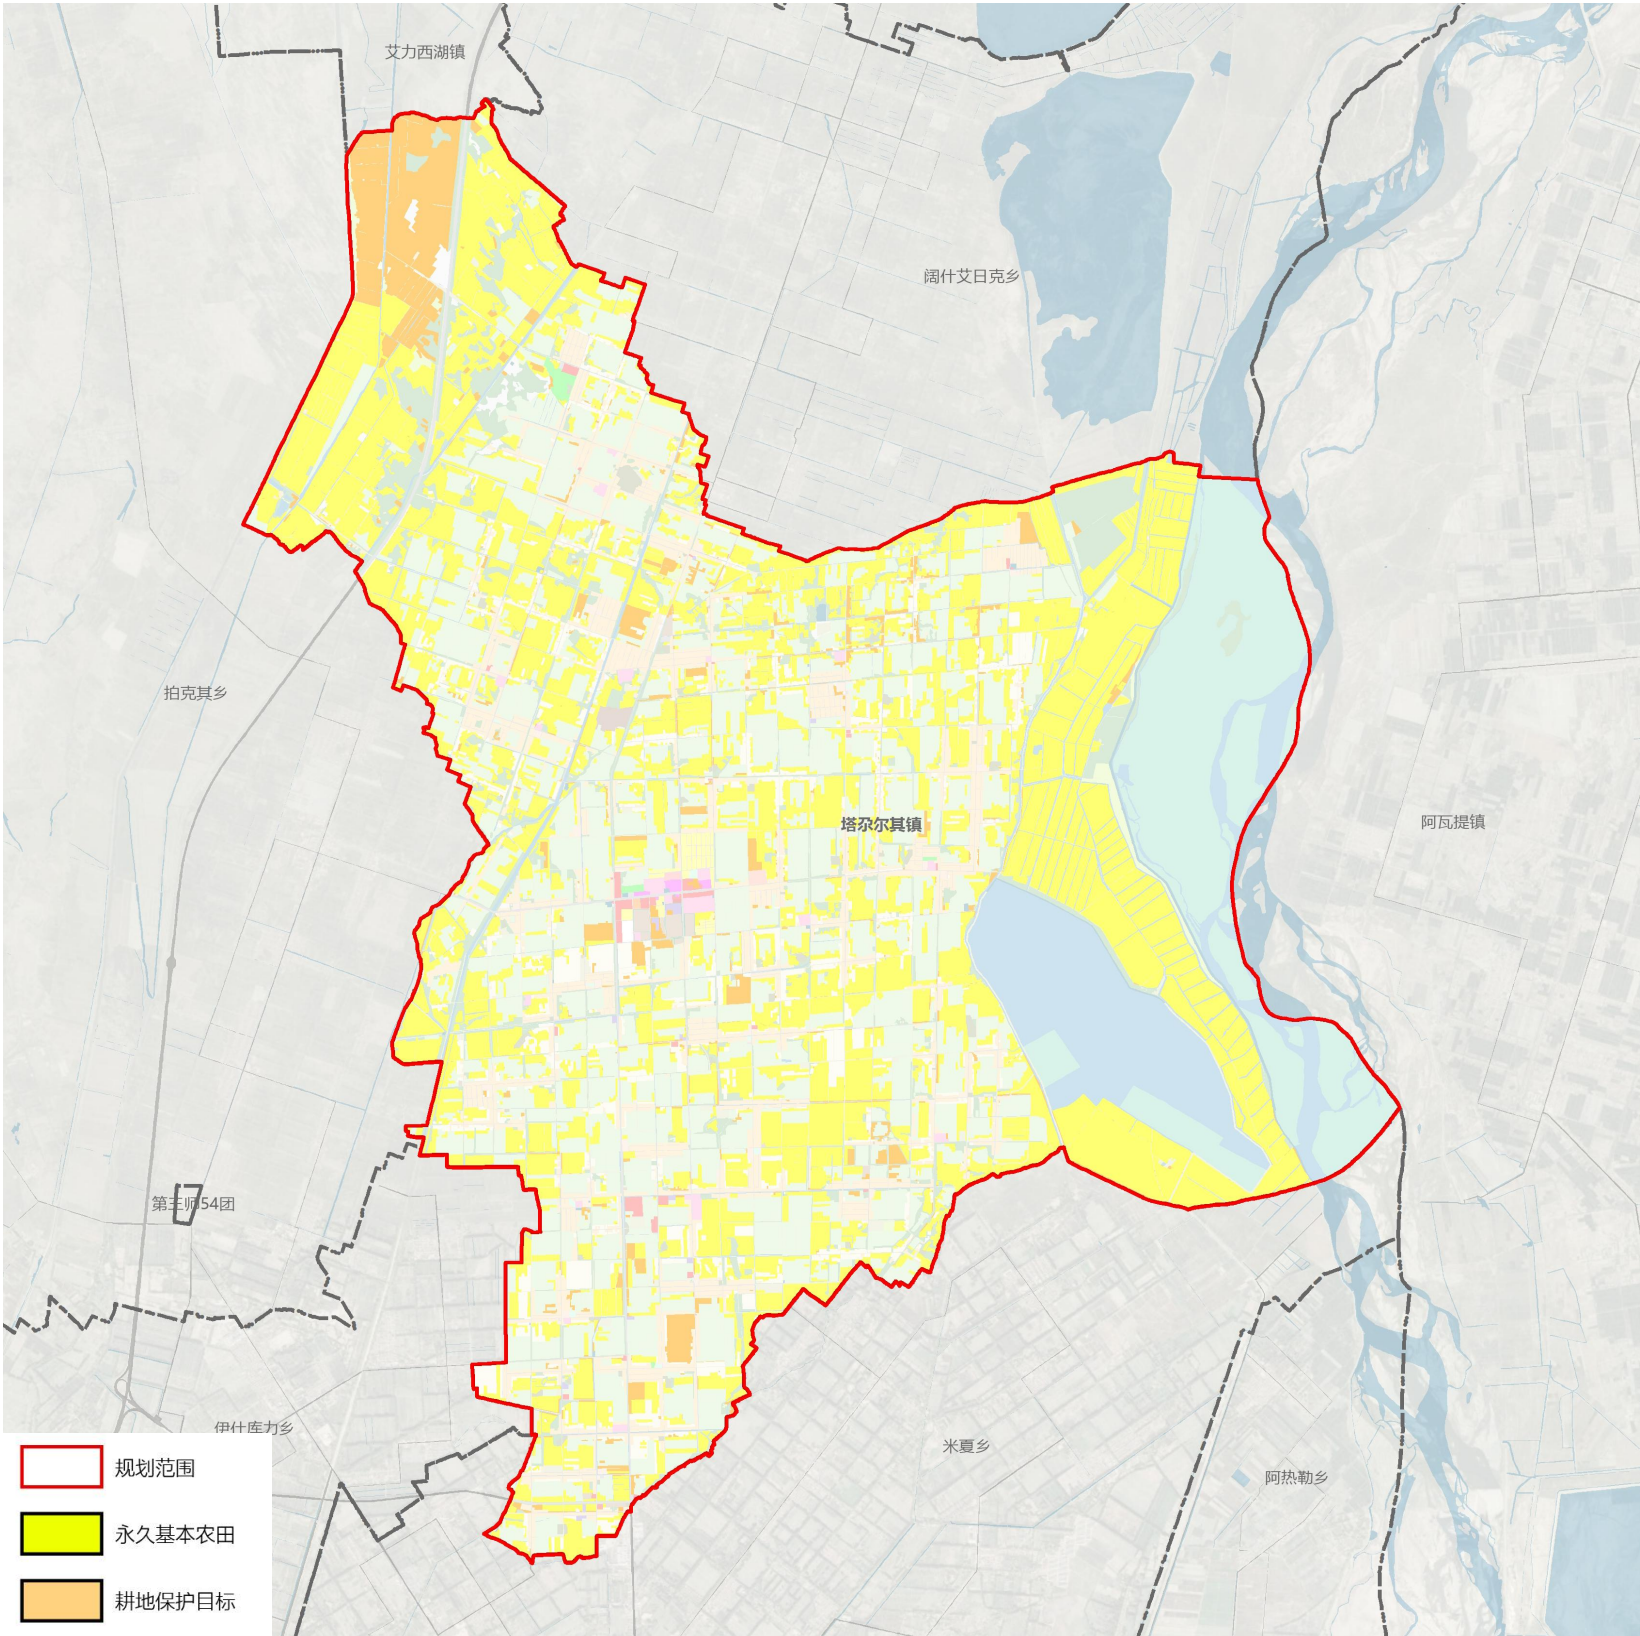 艾力西湖镇
阔什艾日克乡
拍克其乡
塔尕尔其镇
阿瓦提镇
第三师54团
伊什库力乡
米夏乡
阿热勒乡
规划范围
永久基本农田
耕地保护目标